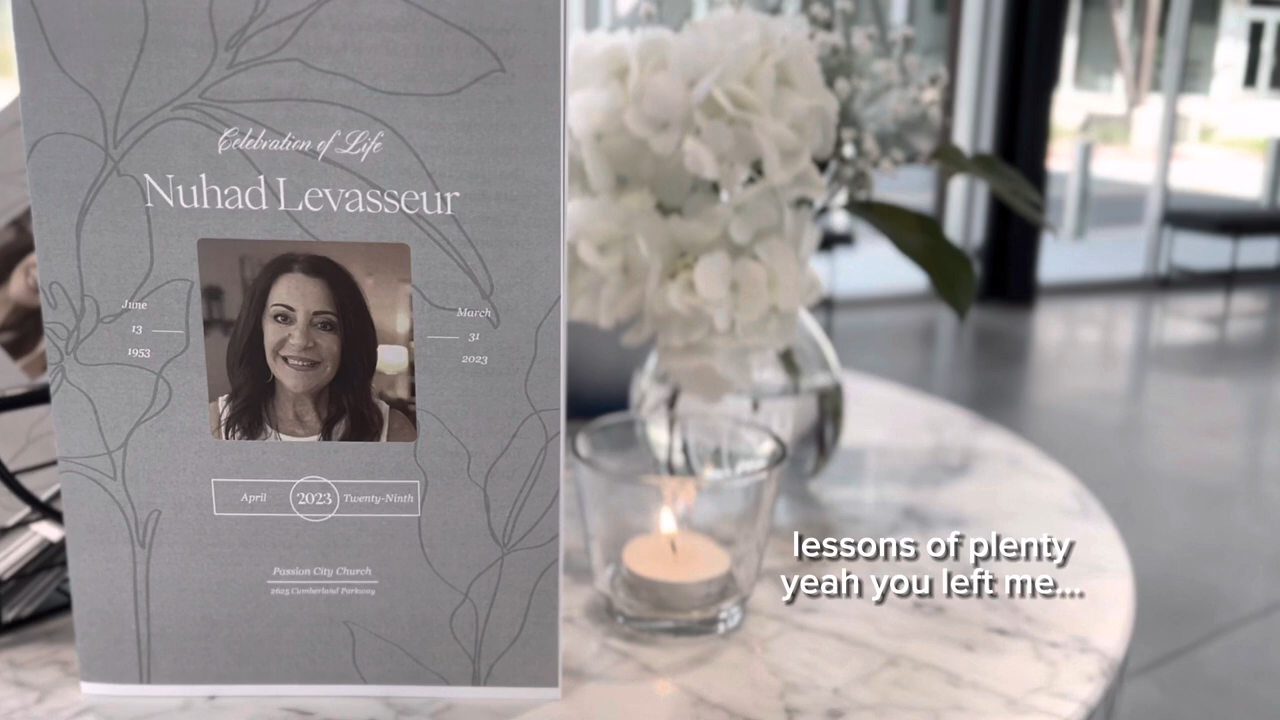 Celebration of Life
Nuhad Levasseur
June
13
1953
March
31
2023
April 2023 Twenty-Ninth
Passion City Church
2625 Cumberland Parkway
lessons of plenty
yeah you left me...